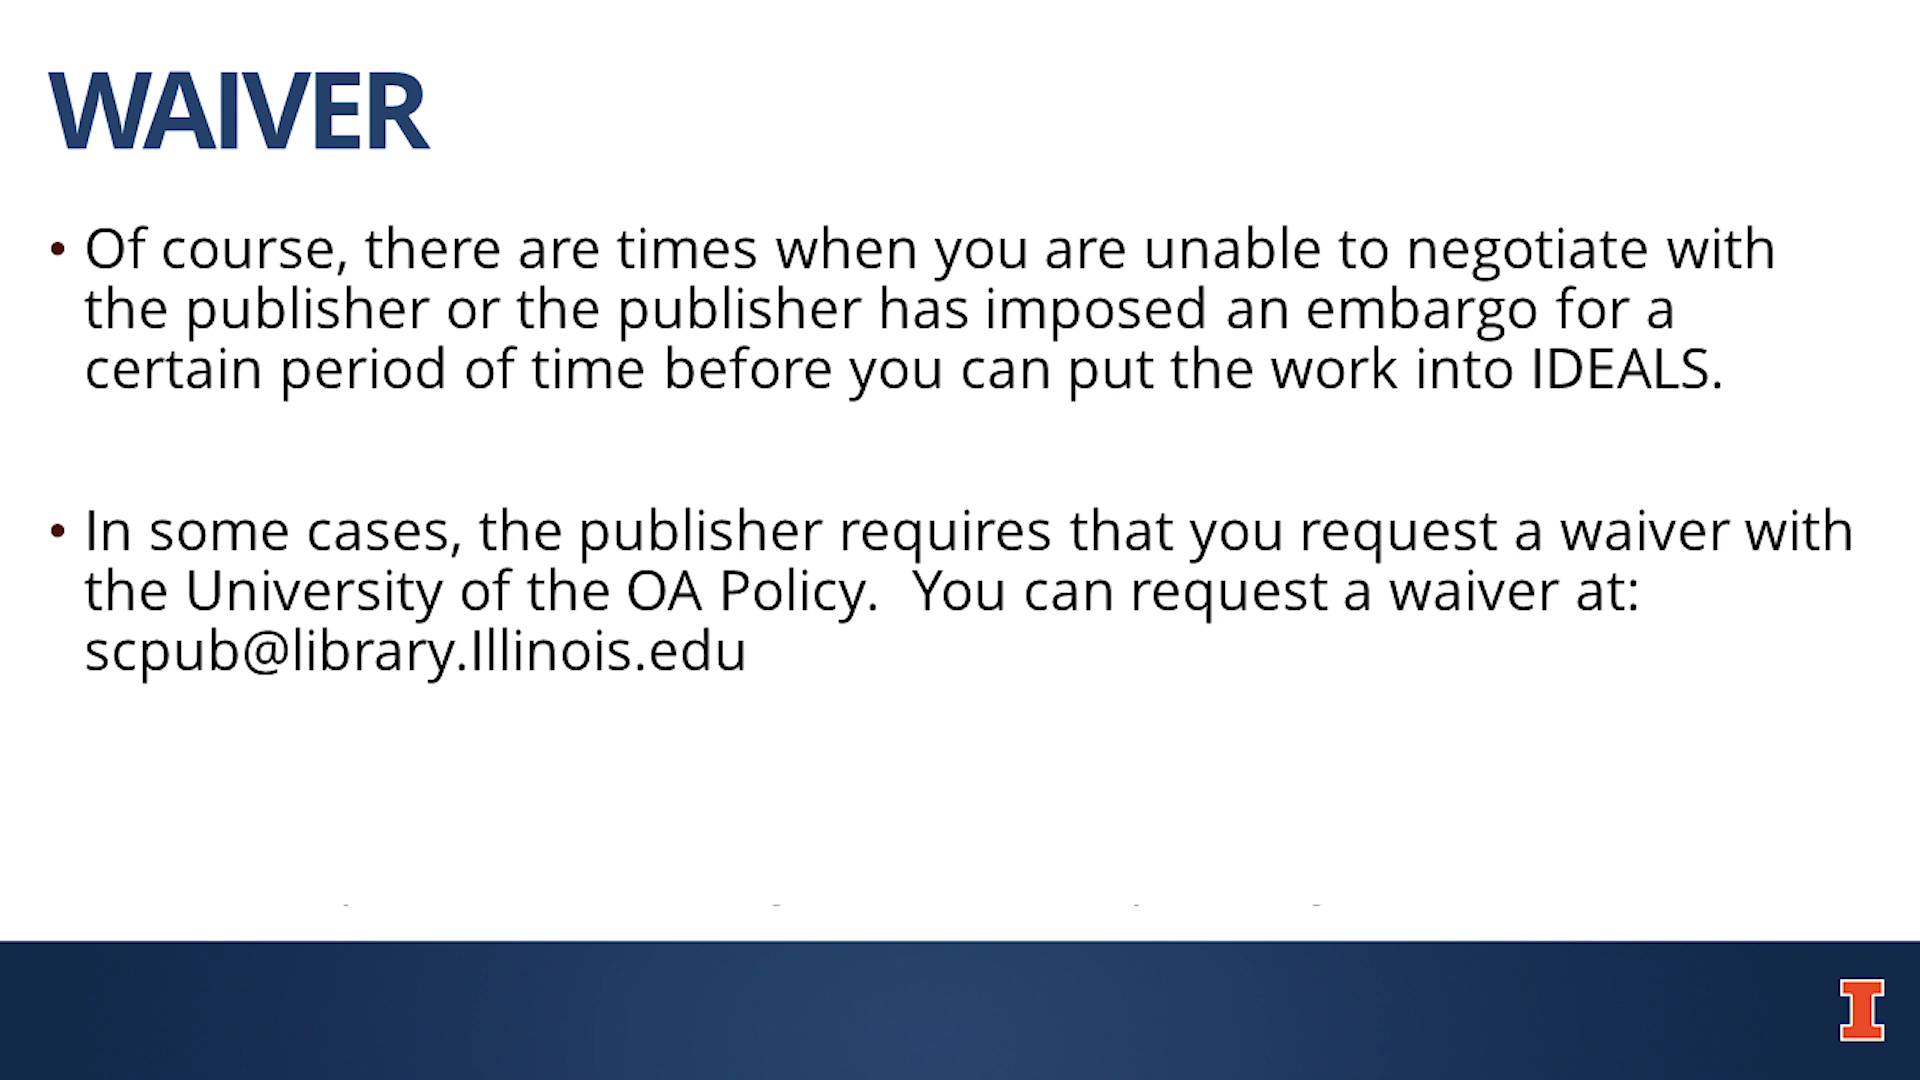 WAIVER
• Of course, there are times when you are unable to negotiate with
the publisher or the publisher has imposed an embargo for a
certain period of time before you can put the work into IDEALS.
• In some cases, the publisher requires that you request a waiver with
the University of the OA Policy.  You can request a waiver at:
scpub@library.Illinois.edu
I